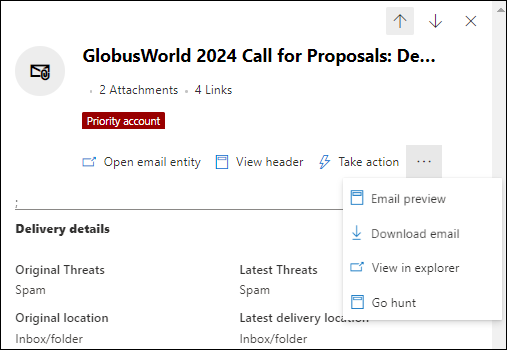 GlobusWorld 2024 Call for Proposals: De...
· 2 Attachments · 4 Links
Priority account
Open email entity View header Take action ...
;
Email preview
Download email
View in explorer
Go hunt
Delivery details
Original Threats Latest Threats
Spam Spam
Original location Latest delivery location
Inbox/folder Inbox/folder